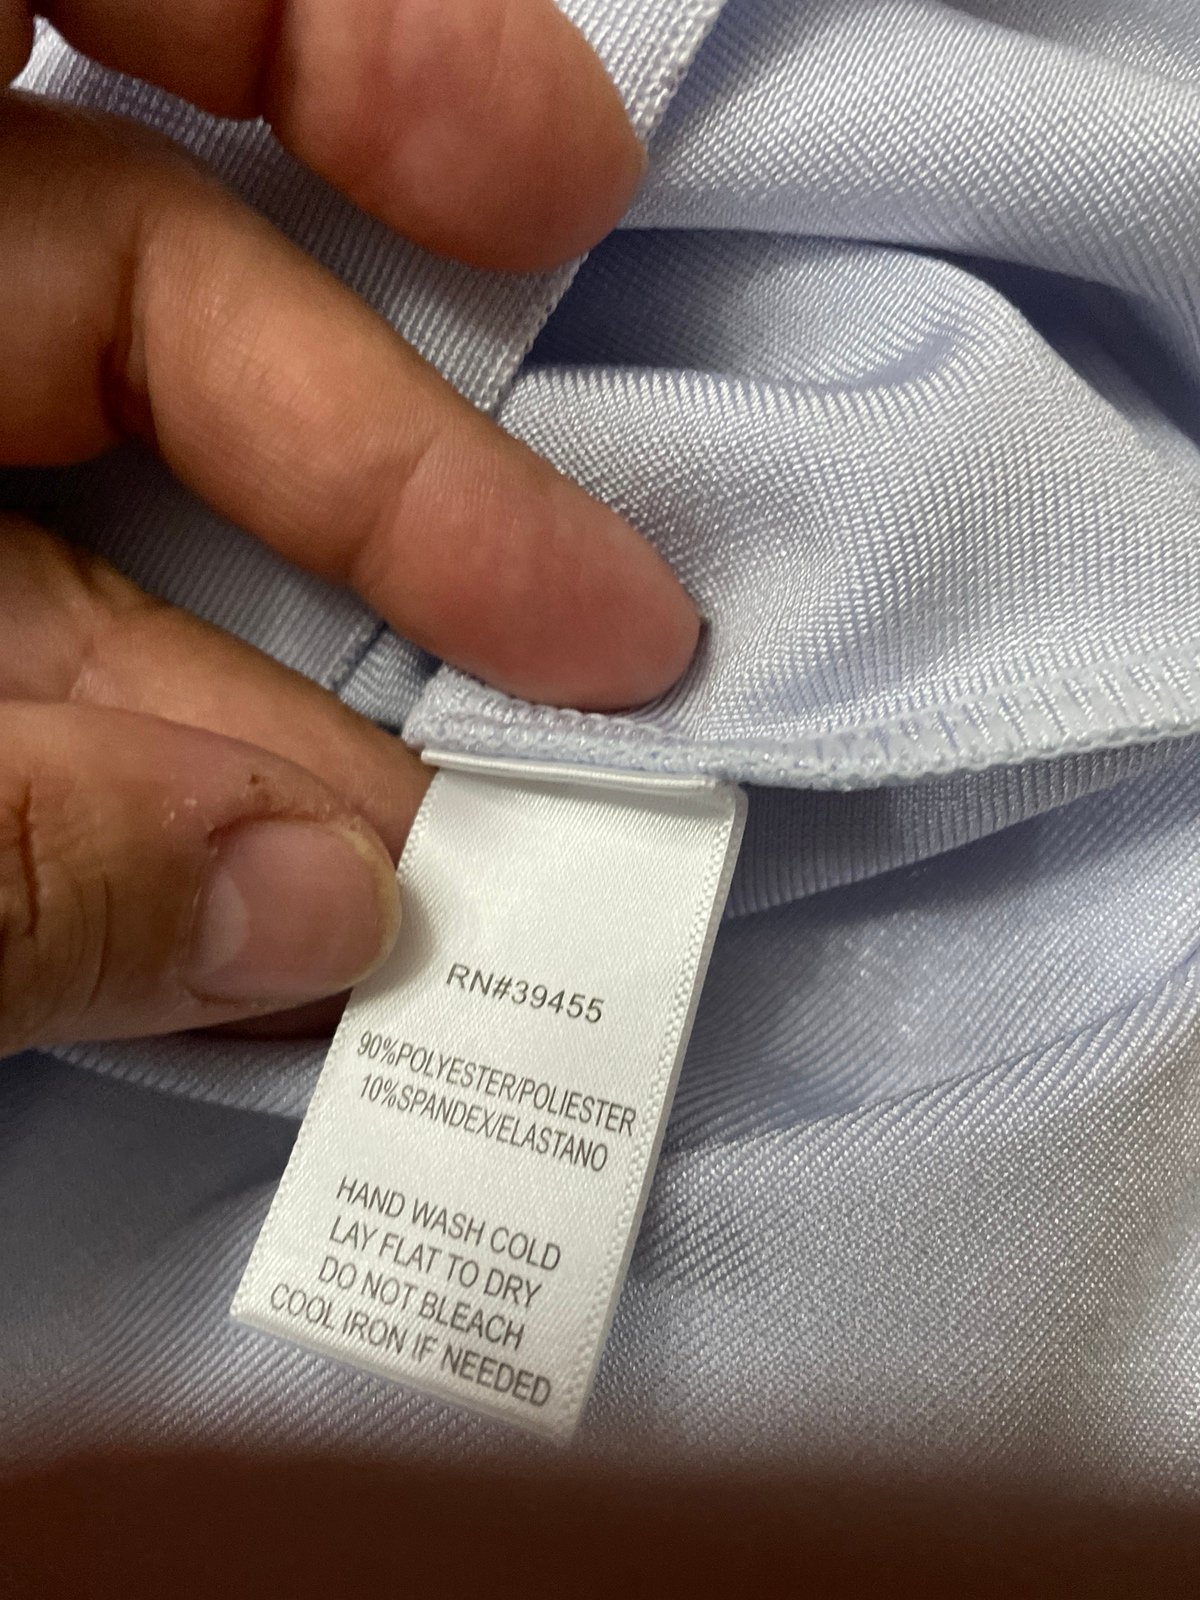 RN#39455
90%POLYESTER/POLIESTER
10%SPANDEX/ELASTANO
HAND WASH COLD
LAY FLAT TO DRY
DO NOT BLEACH
COOL IRON IF NEEDED